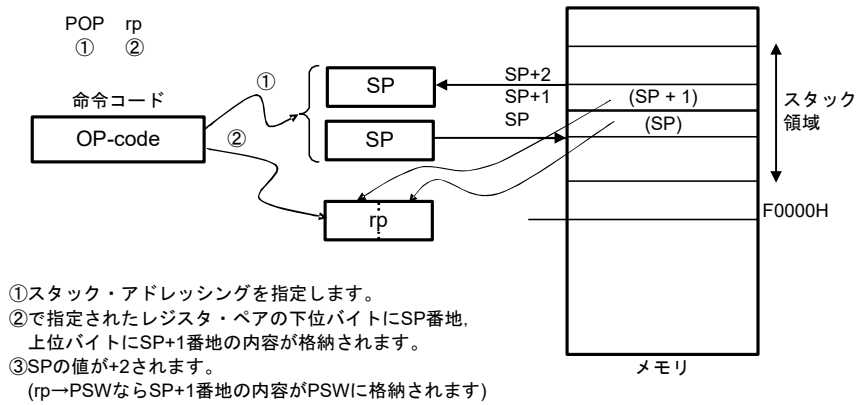 POP rp
① ②
命令コード
OP-code
①
②
SP
SP
rp
SP+2
SP+1
SP
(SP + 1)
(SP)
スタック
領域
F0000H
メモリ
①スタック・アドレッシングを指定します。
②で指定されたレジスタ・ペアの下位バイトにSP番地,
上位バイトにSP+1番地の内容が格納されます。
③SPの値が+2されます。
(rp→PSWならSP+1番地の内容がPSWに格納されます)